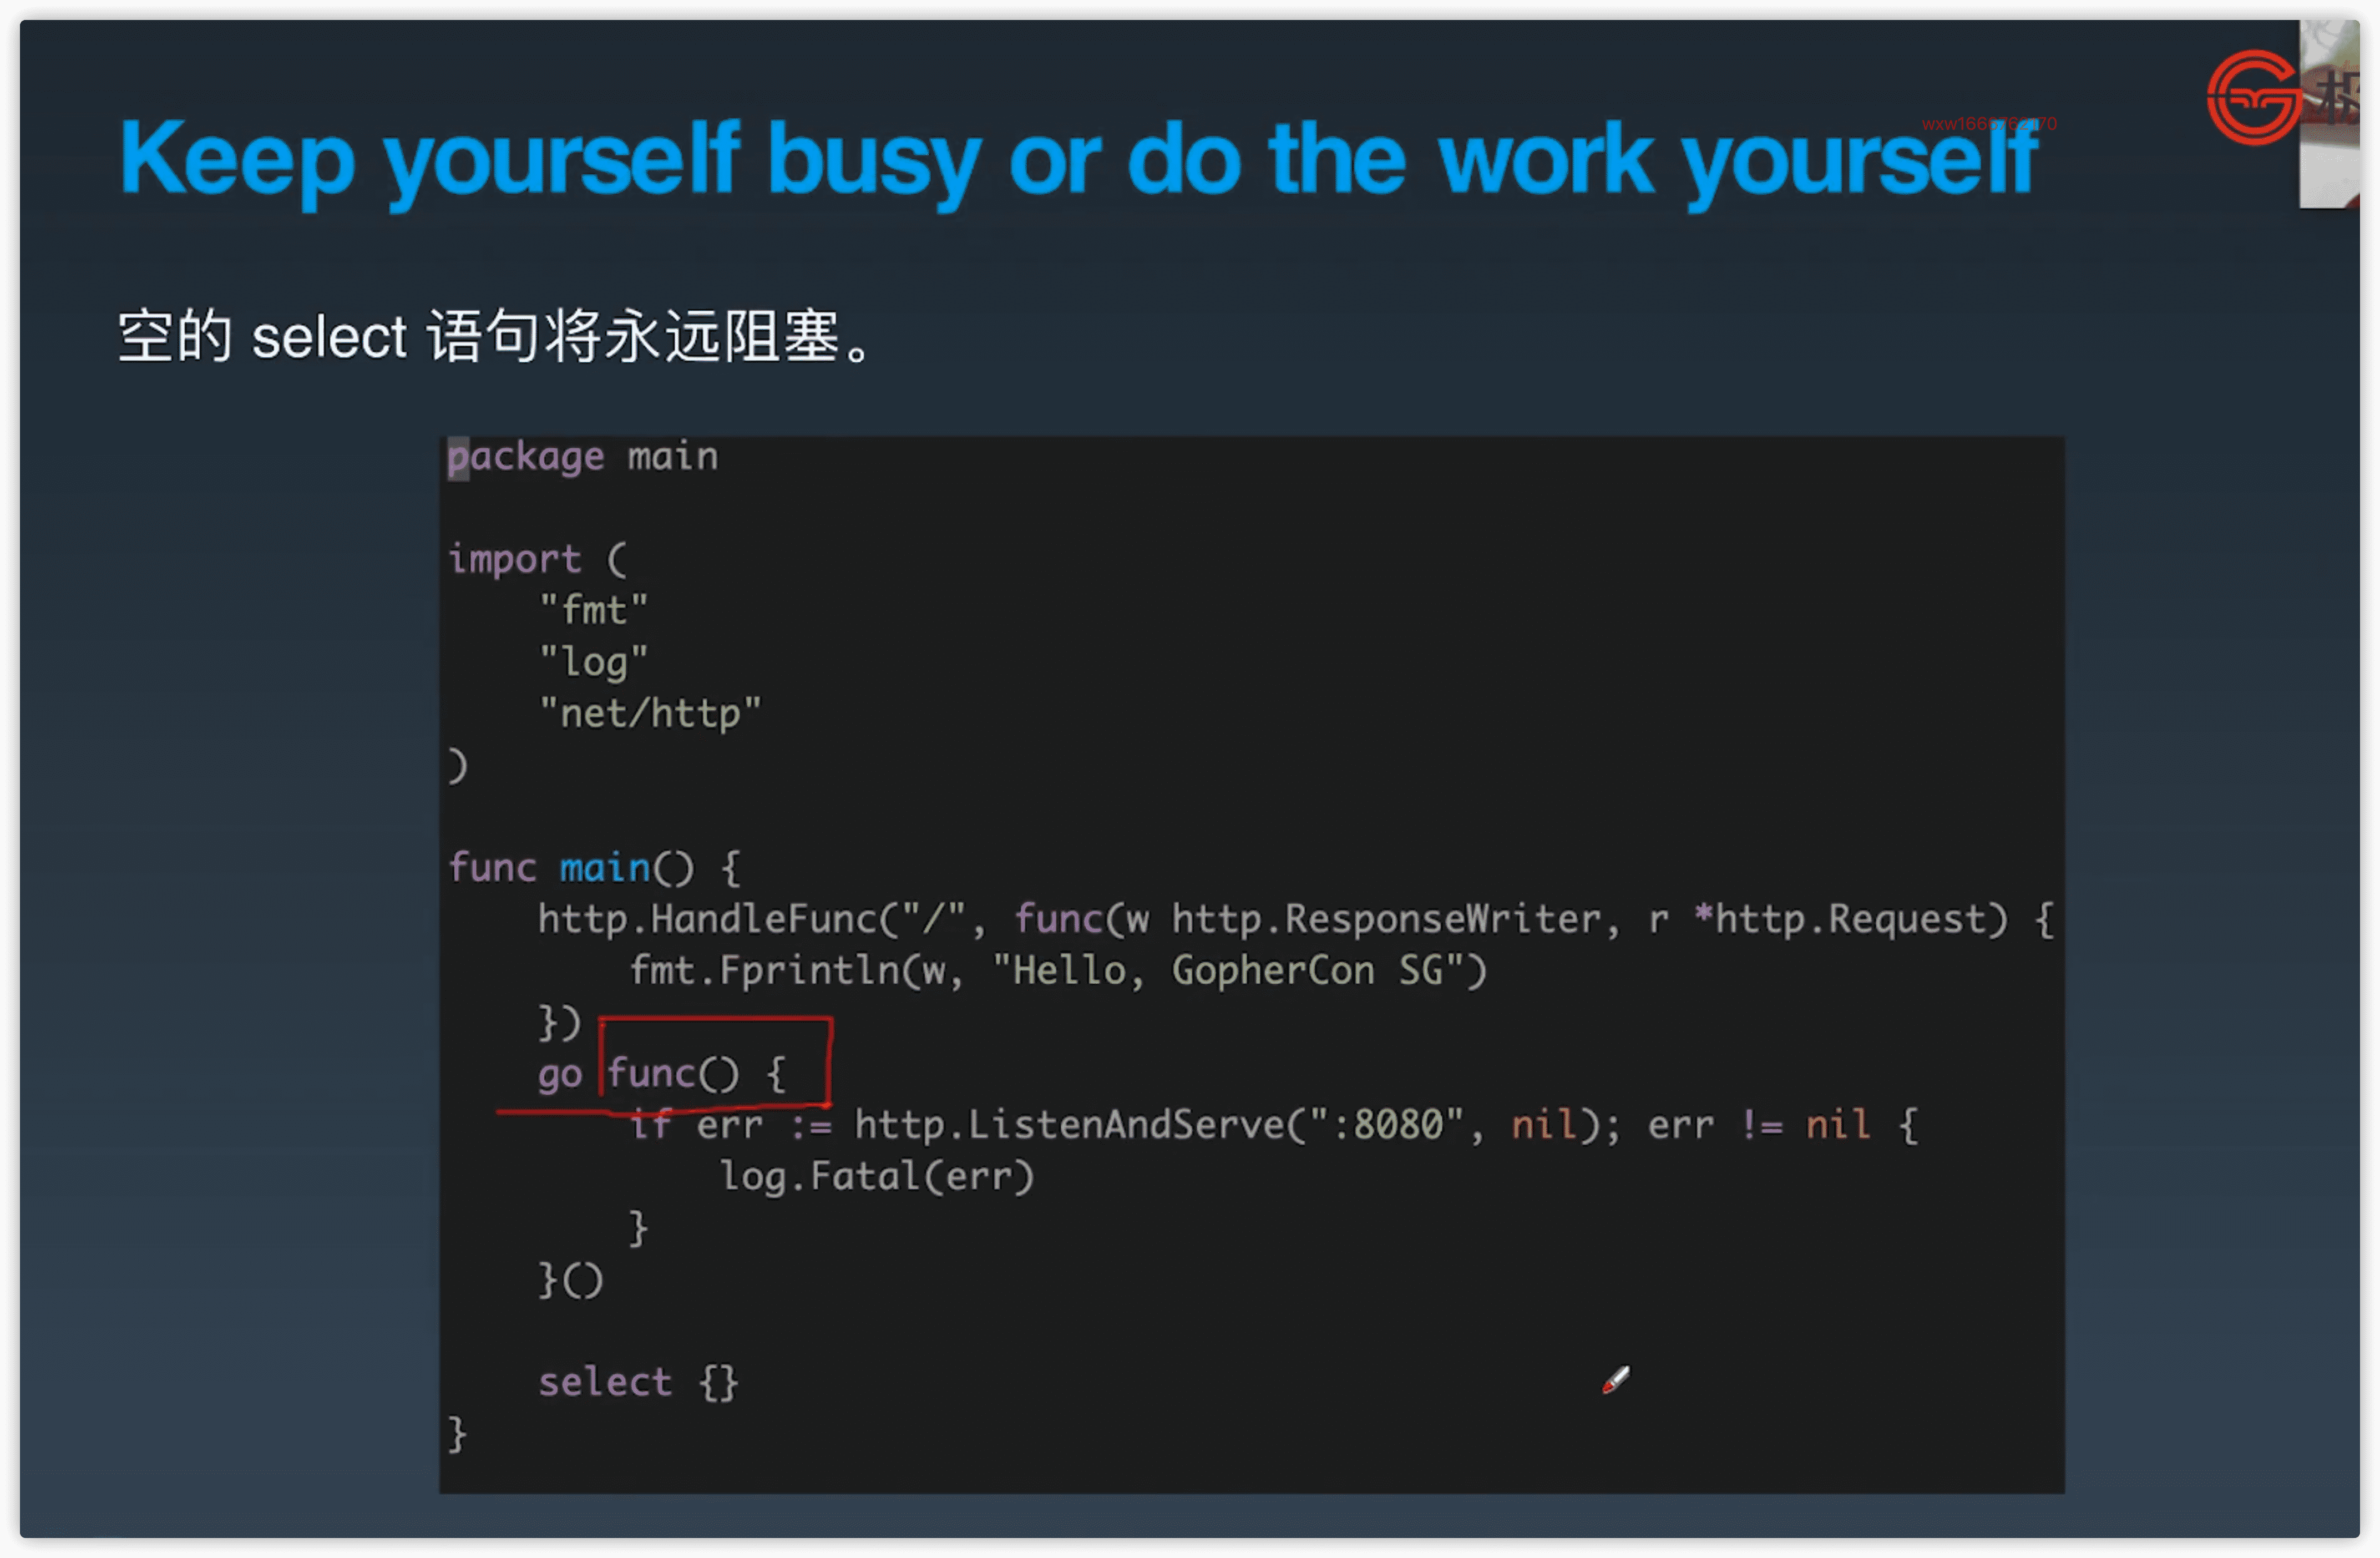 wxw1666762170
Keep yourself busy or do the work yourself
空的 select 语句将永远阻塞。
package main
import (
"fmt"
"log"
"net/http"
)
func main() {
http.HandleFunc("/", func(w http.ResponseWriter, r *http.Request) {
fmt.Fprintln(w, "Hello, GopherCon SG")
})
go func() {
if err := http.ListenAndServe(":8080", nil); err != nil {
log.Fatal(err)
}
}()
select {}
}